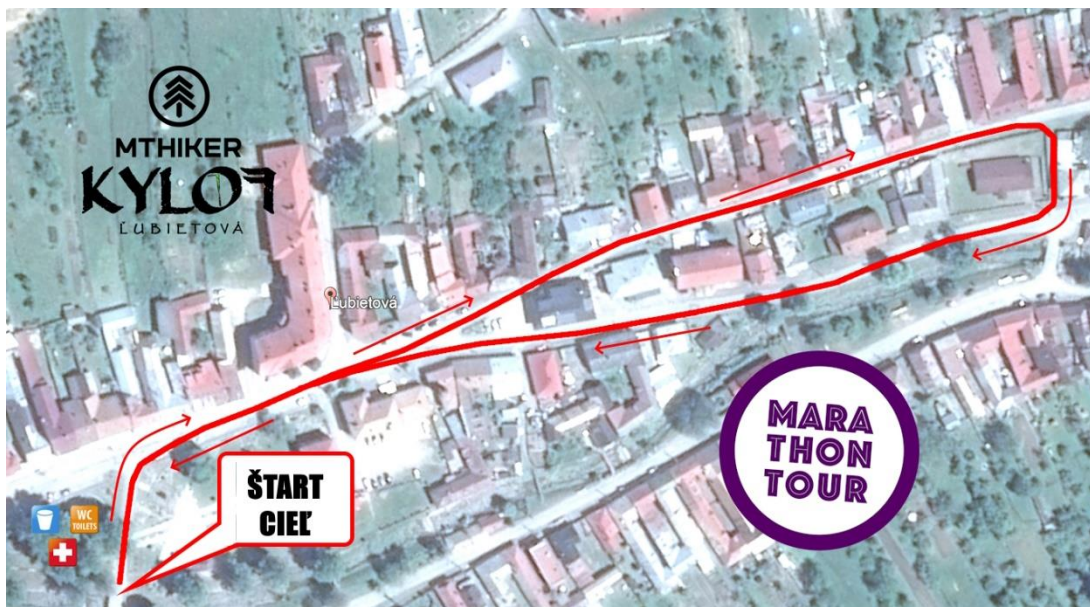 MTHIKER
KYLOF
ĽUBIETOVÁ
Ľubietová
ŠTART
CIEĽ
WC
TOILETS
MARA
THON
TOUR